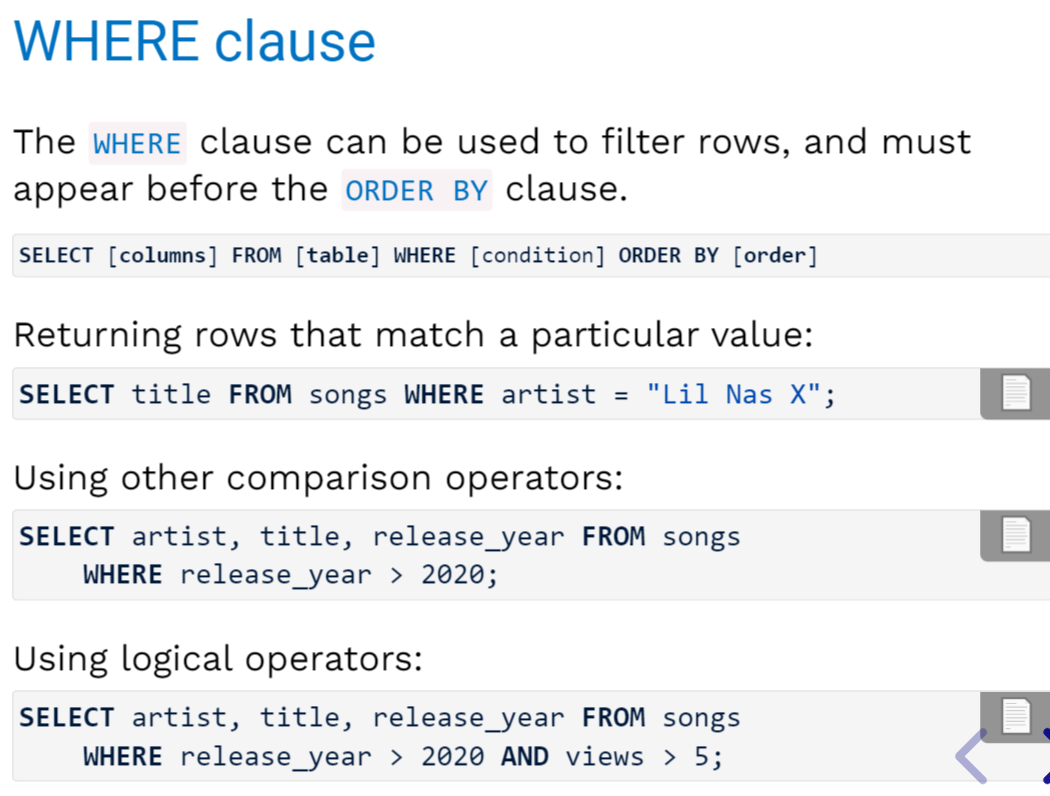 WHERE clause
The WHERE clause can be used to filter rows, and must
appear before the ORDER BY clause.
SELECT [columns] FROM [table] WHERE [condition] ORDER BY [order]
Returning rows that match a particular value:
SELECT title FROM songs WHERE artist = "Lil Nas X";
Using other comparison operators:
SELECT artist, title, release_year FROM songs
    WHERE release_year > 2020;
Using logical operators:
SELECT artist, title, release_year FROM songs
    WHERE release_year > 2020 AND views > 5;